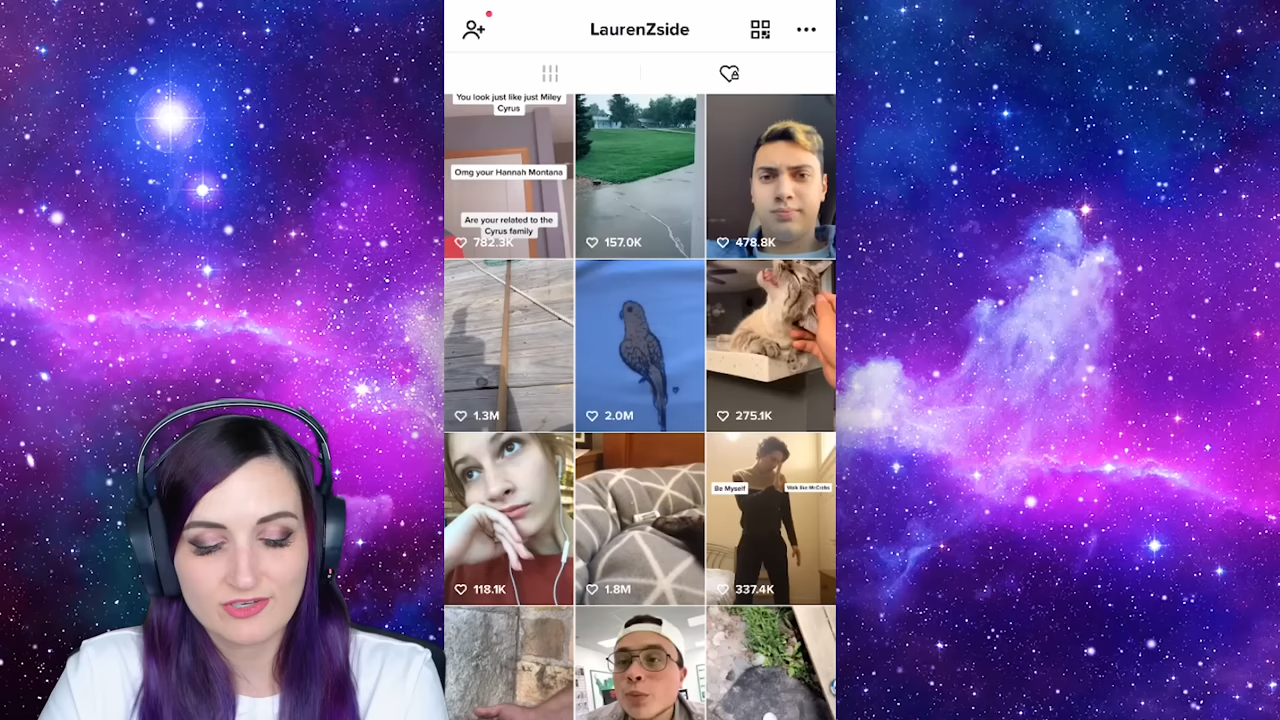 LaurenZside
You look just like just Miley
Cyrus
Omg your Hannah Montana
Are your related to the
Cyrus family
782.3K
157.0K
478.8K
1.3M
2.0M
275.1K
Be Myself
Walk like Mr Crabs
118.1K
1.8M
337.4K